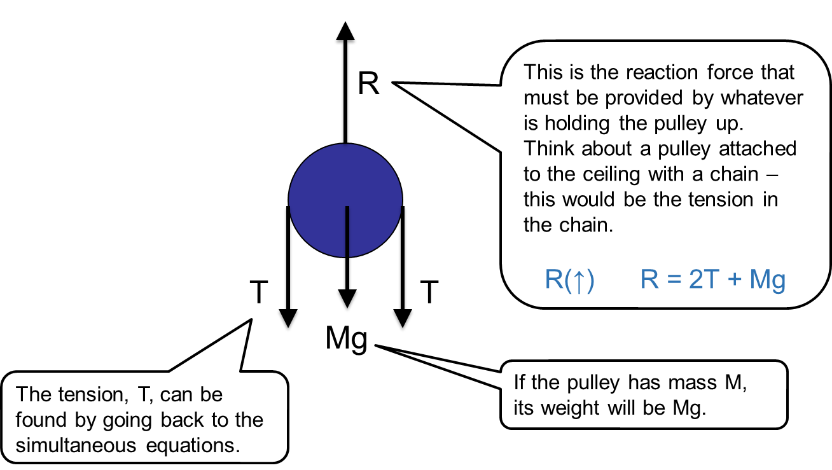 R
This is the reaction force that
must be provided by whatever
is holding the pulley up.
Think about a pulley attached
to the ceiling with a chain –
this would be the tension in
the chain.
R(↑) R = 2T + Mg
T
T
Mg
The tension, T, can be
found by going back to the
simultaneous equations.
If the pulley has mass M,
its weight will be Mg.